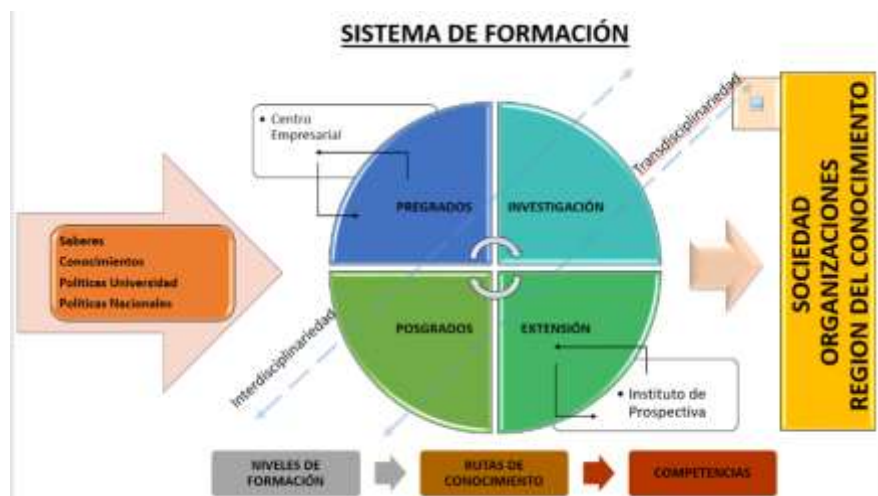 SISTEMA DE FORMACIÓN
• Centro
Empresarial
Transdisciplinariedad
PREGRADOS
INVESTIGACIÓN
Saberes
Conocimientos
Políticas Universidad
Políticas Nacionales
SOCIEDAD
ORGANIZACIONES
REGION DEL CONOCIMIENTO
POSGRADOS
EXTENSIÓN
Interdisciplinariedad
• Instituto de
Prospectiva
NIVELES DE
FORMACIÓN
RUTAS DE
CONOCIMIENTO
COMPETENCIAS